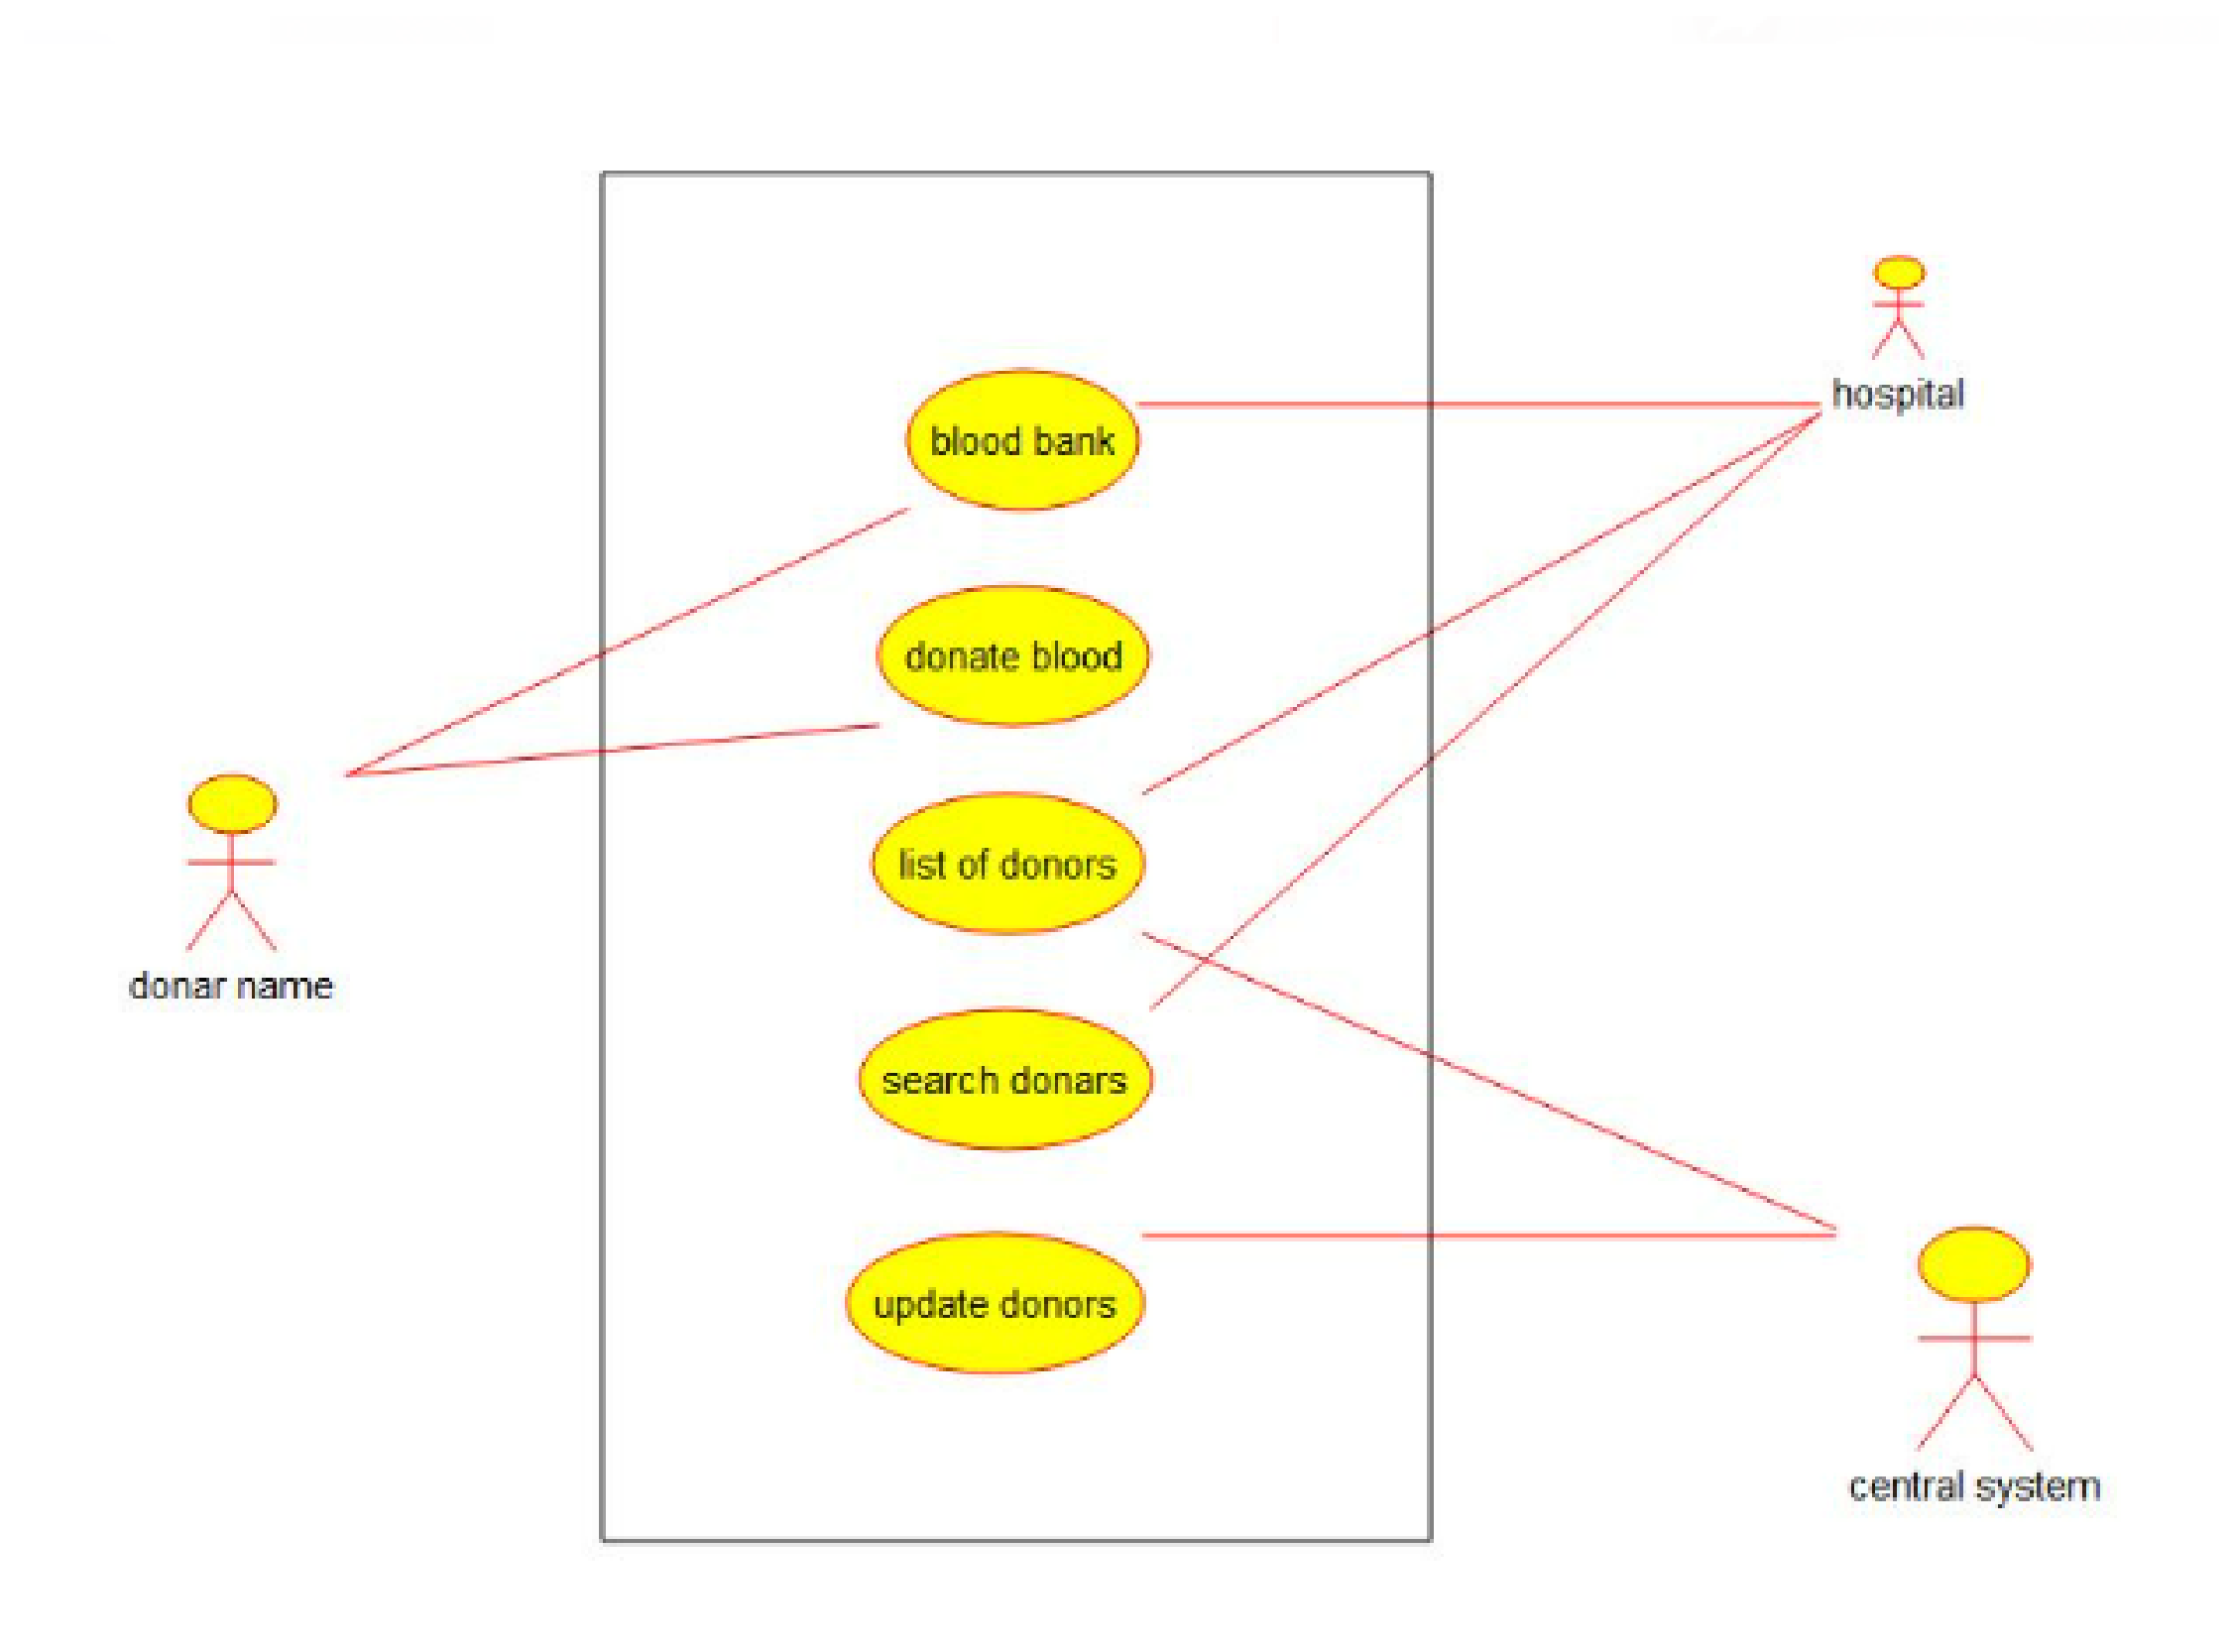 hospital
blood bank
donate blood
list of donors
donar name
search donars
update donors
central system